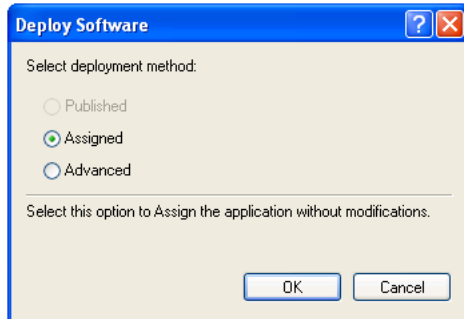 Deploy Software
Select deployment method:
Published
Assigned
Advanced
Select this option to Assign the application without modifications.
OK
Cancel